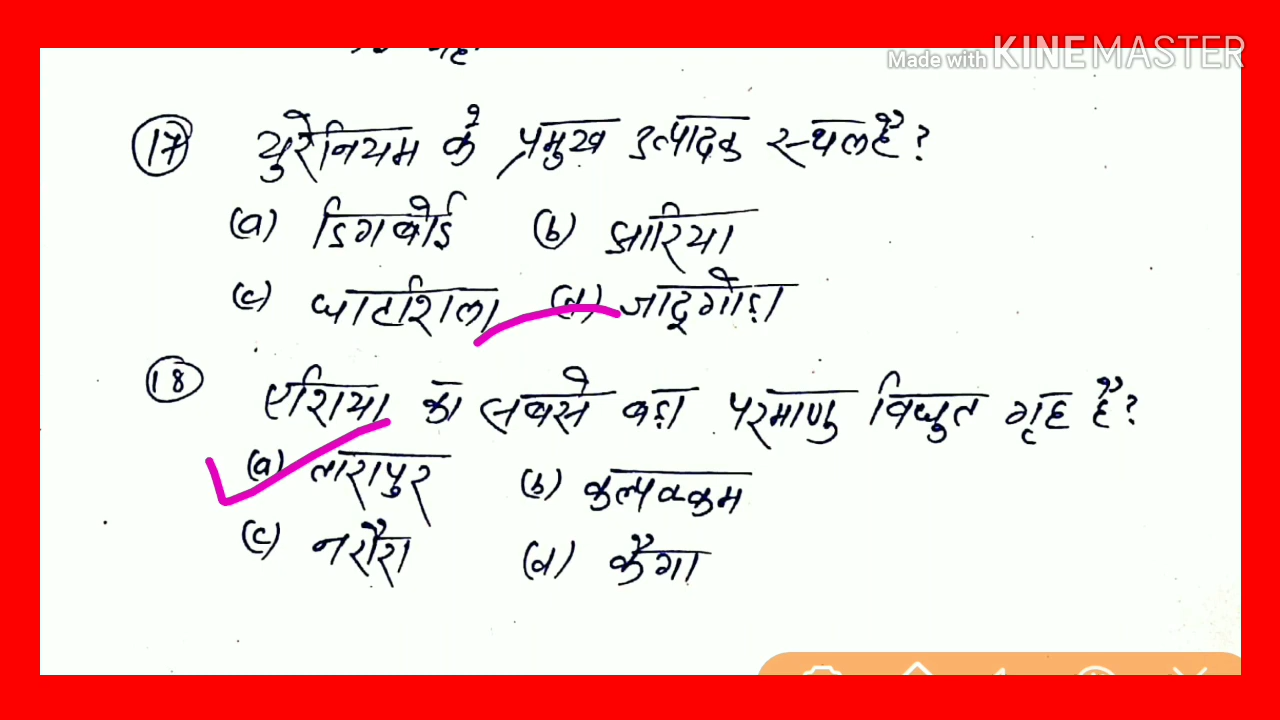 Made with KINEMASTER
17 युरेनियम के प्रमुख उत्पादक स्थल है?
(a) डिगबोई (b) झारिया
(c) घाटशिला (d) जादूगोड़ा
18 एशिया का सबसे बड़ा परमाणु विधुत गृह है?
(a) तारापुर (b) कल्पक्कम
(c) नरौरा (d) कैगा